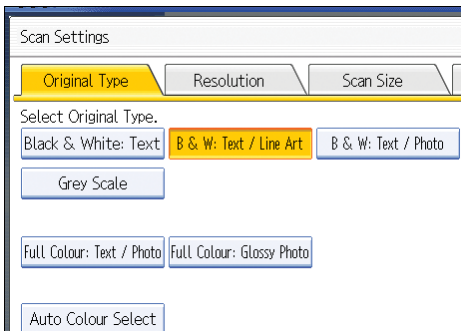 Scan Settings
Original Type Resolution Scan Size
Select Original Type.
Black & White: Text B & W: Text / Line Art B & W: Text / Photo
Grey Scale
Full Colour: Text / Photo Full Colour: Glossy Photo
Auto Colour Select